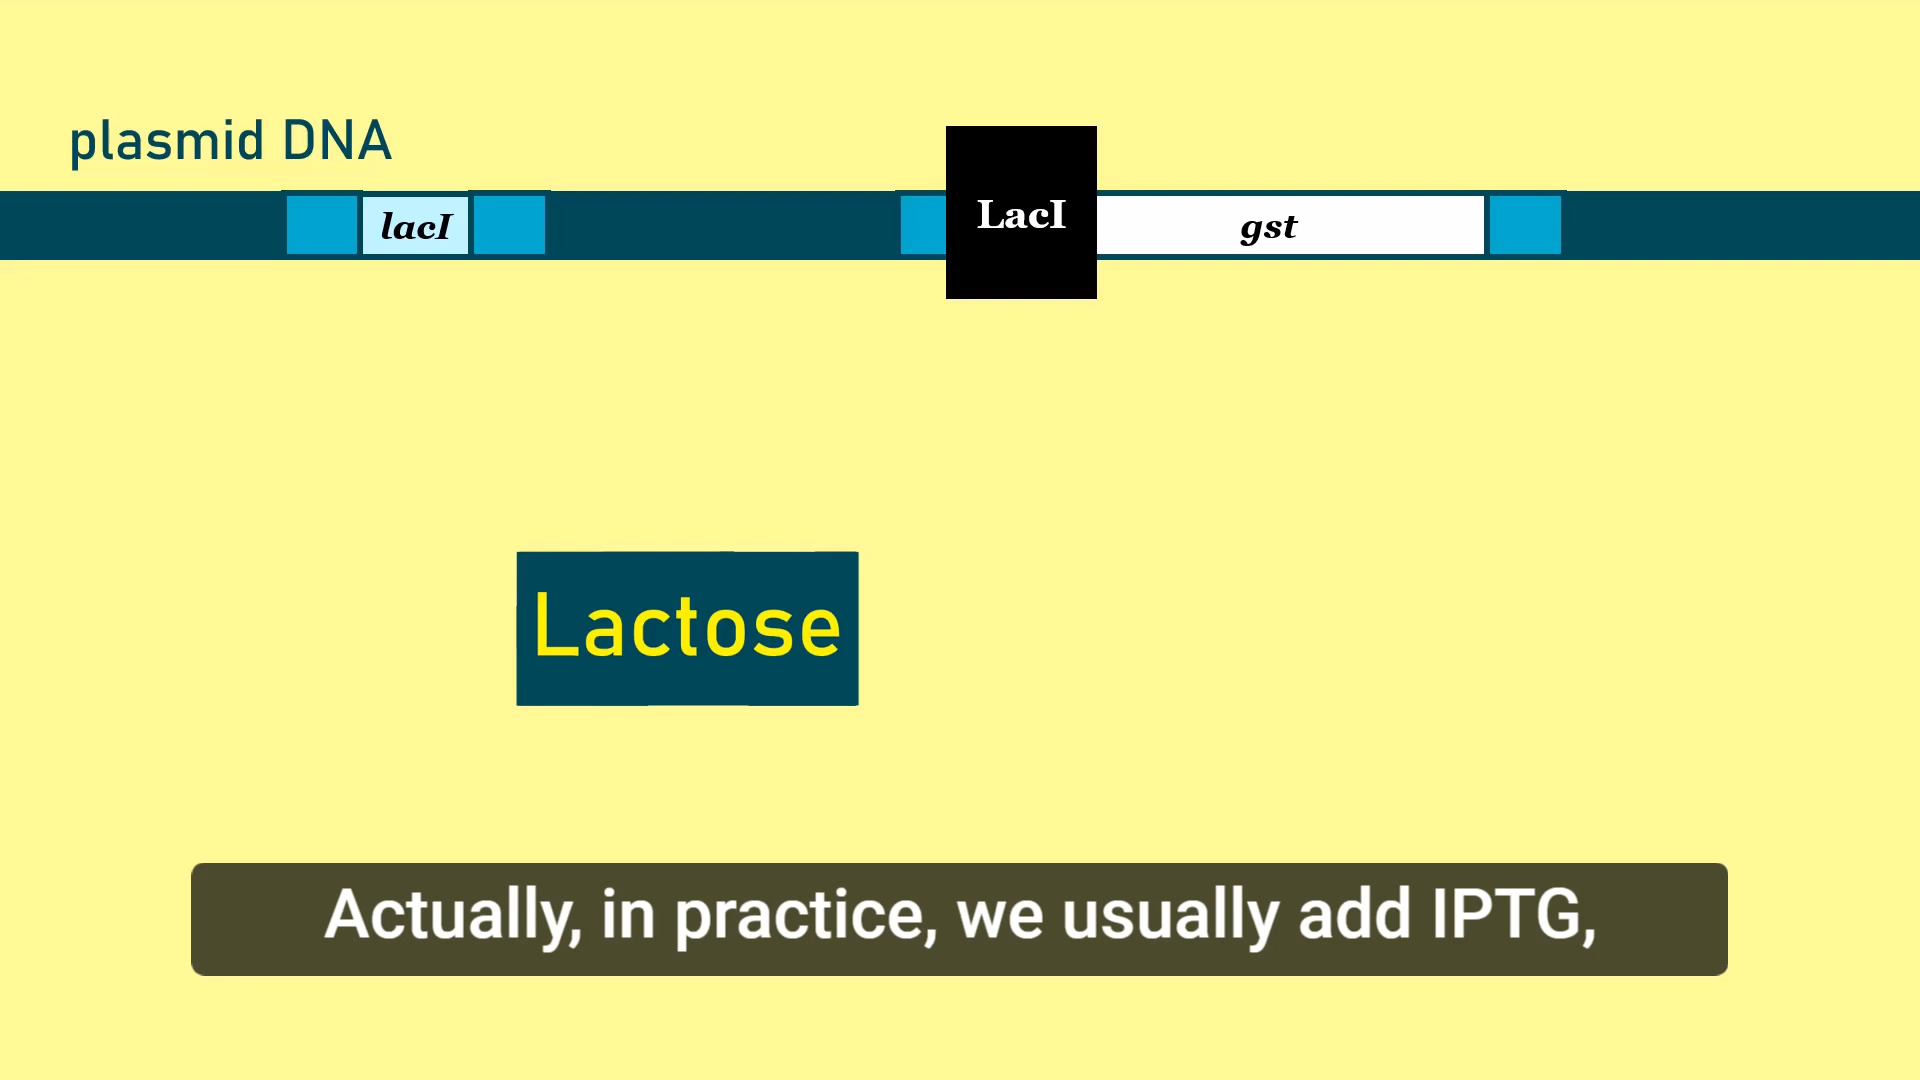 plasmid DNA
lacI
LacI
gst
Lactose
Actually, in practice, we usually add IPTG,